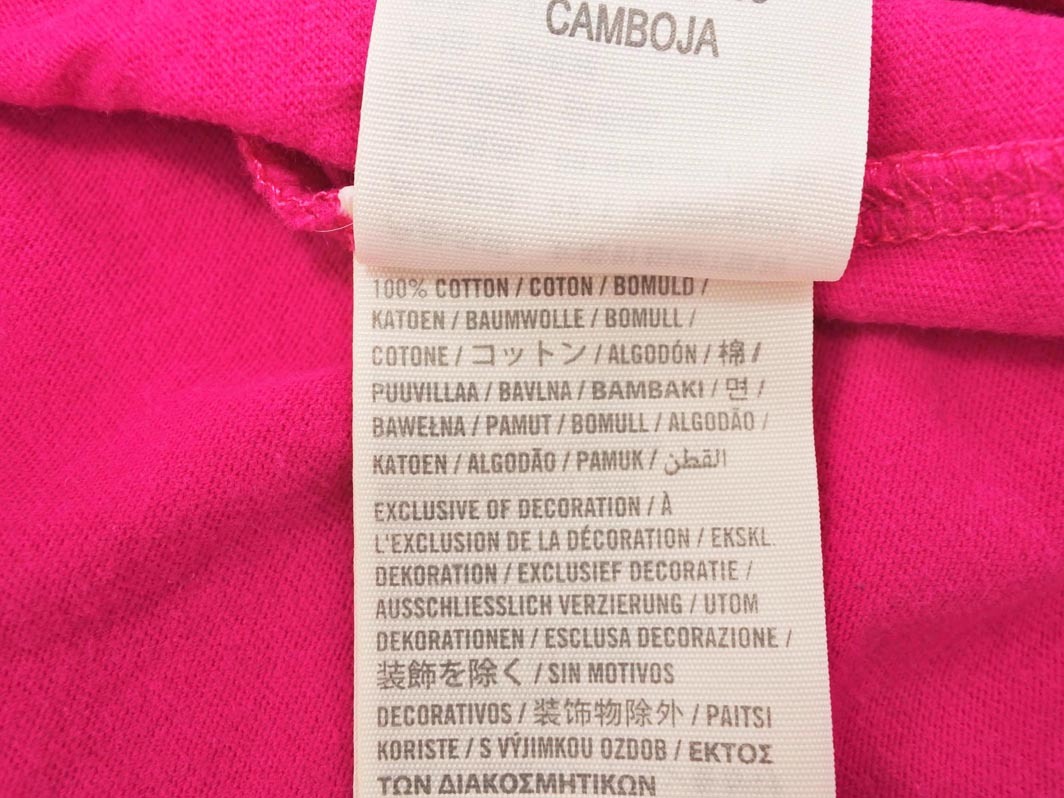 CAMBOJA
100% COTTON / COTON / BOMULD /
KATOEN / BAUMWOLLE / BOMULL /
COTONE / コットン / ALGODÓN / 棉 /
PUUVILLAA / BAVLNA / BAMBAKI / 면 /
BAWEŁNA / PAMUT / BOMULL / ALGODÃO /
KATOEN / ALGODÃO / PAMUK / القطن
EXCLUSIVE OF DECORATION / À
L'EXCLUSION DE LA DÉCORATION / EKSKL.
DEKORATION / EXCLUSIEF DECORATIE /
AUSSCHLIESSLICH VERZIERUNG / UTOM
DEKORATIONEN / ESCLUSA DECORAZIONE /
装飾を除く / SIN MOTIVOS
DECORATIVOS / 装饰物除外 / PAITSI
KORISTE / S VÝJIMKOU OZDOB / ΕΚΤΟΣ
ΤΩΝ ΔΙΑΚΟΣΜΗΤΙΚΩΝ